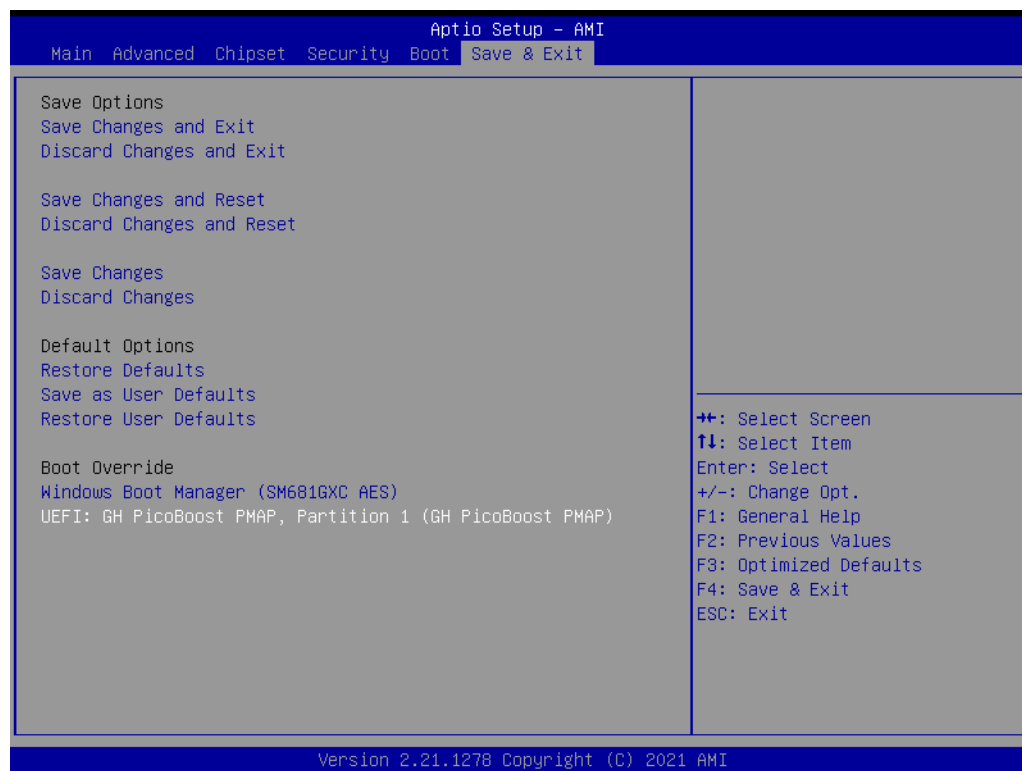 Aptio Setup – AMI
Main Advanced Chipset Security Boot Save & Exit
Save Options
Save Changes and Exit
Discard Changes and Exit
Save Changes and Reset
Discard Changes and Reset
Save Changes
Discard Changes
Default Options
Restore Defaults
Save as User Defaults
Restore User Defaults
Boot Override
Windows Boot Manager (SM681GXC AES)
UEFI: GH PicoBoost PMAP, Partition 1 (GH PicoBoost PMAP)
→←: Select Screen
↑↓: Select Item
Enter: Select
+/-: Change Opt.
F1: General Help
F2: Previous Values
F3: Optimized Defaults
F4: Save & Exit
ESC: Exit
Version 2.21.1278 Copyright (C) 2021 AMI